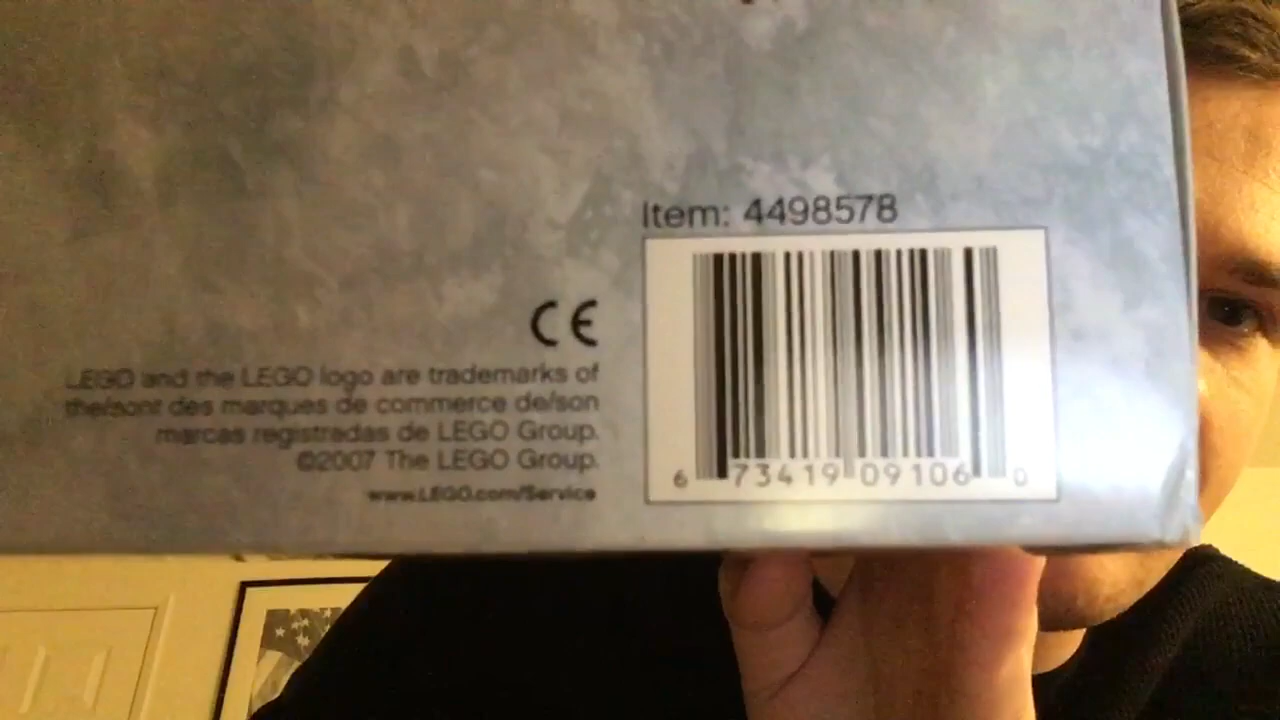 Item: 4498578
CE
LEGO and the LEGO logo are trademarks of
the/sont des marques de commerce de/son
marcas registradas de LEGO Group.
©2007 The LEGO Group.
www.LEGO.com/Service
6 73419 09106 0